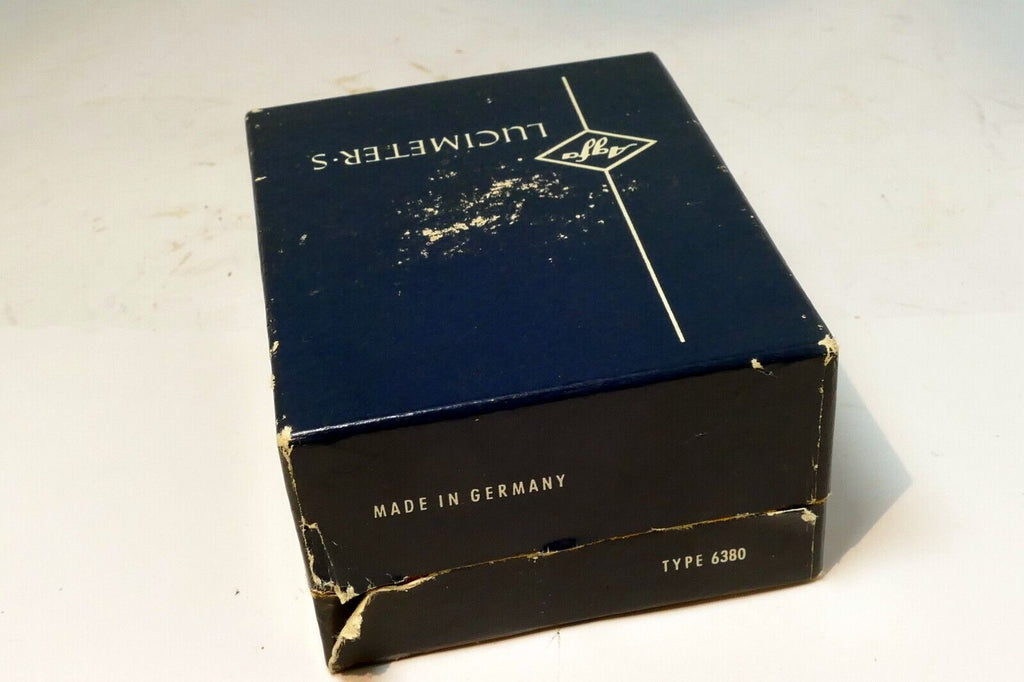 Agfa
LUCIMETER·S
MADE IN GERMANY
TYPE 6380